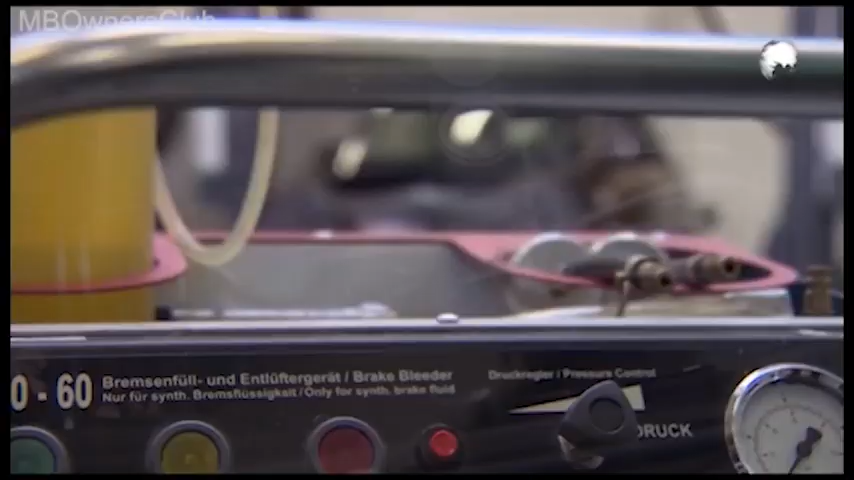 MBOwnersClub
0 - 60
Bremsenfüll- und Entlüftergerät / Brake Bleeder
Nur für synth. Bremsflüssigkeit / Only for synth. brake fluid
Druckregler / Pressure Control
DRUCK